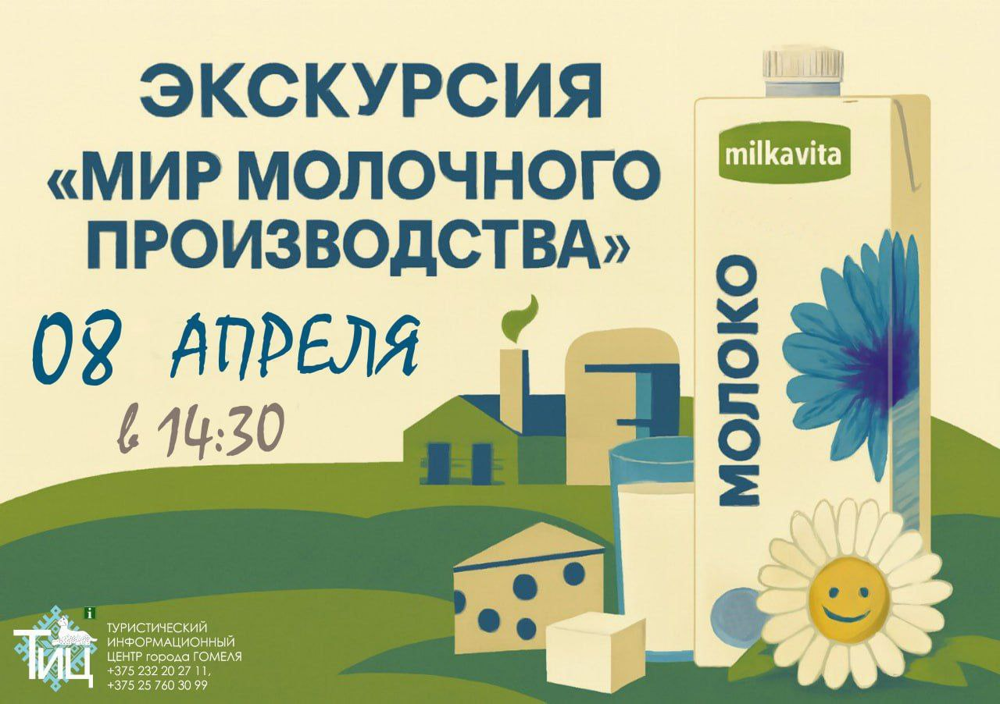 ЭКСКУРСИЯ
«МИР МОЛОЧНОГО
ПРОИЗВОДСТВА»
08 АПРЕЛЯ
в 14:30
milkavita
МОЛОКО
i
ТИЦ
ТУРИСТИЧЕСКИЙ
ИНФОРМАЦИОННЫЙ
ЦЕНТР города ГОМЕЛЯ
+375 232 20 27 11,
+375 25 760 30 99